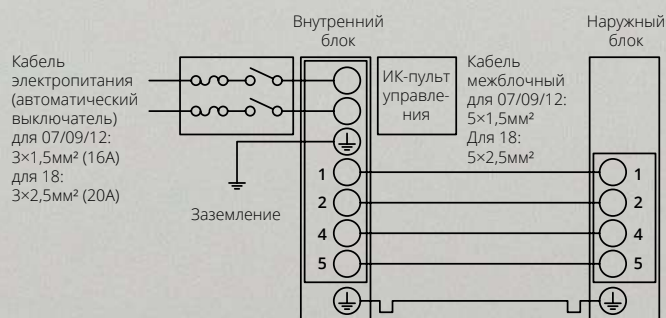 Внутренний
блок
Наружный
блок
Кабель
электропитания
(автоматический
выключатель)
для 07/09/12:
3×1,5мм² (16А)
для 18:
3×2,5мм² (20А)
ИК-пульт
управле-
ния
Кабель
межблочный
для 07/09/12:
5×1,5мм²
Для 18:
5×2,5мм²
Заземление
1
2
4
5
1
2
4
5